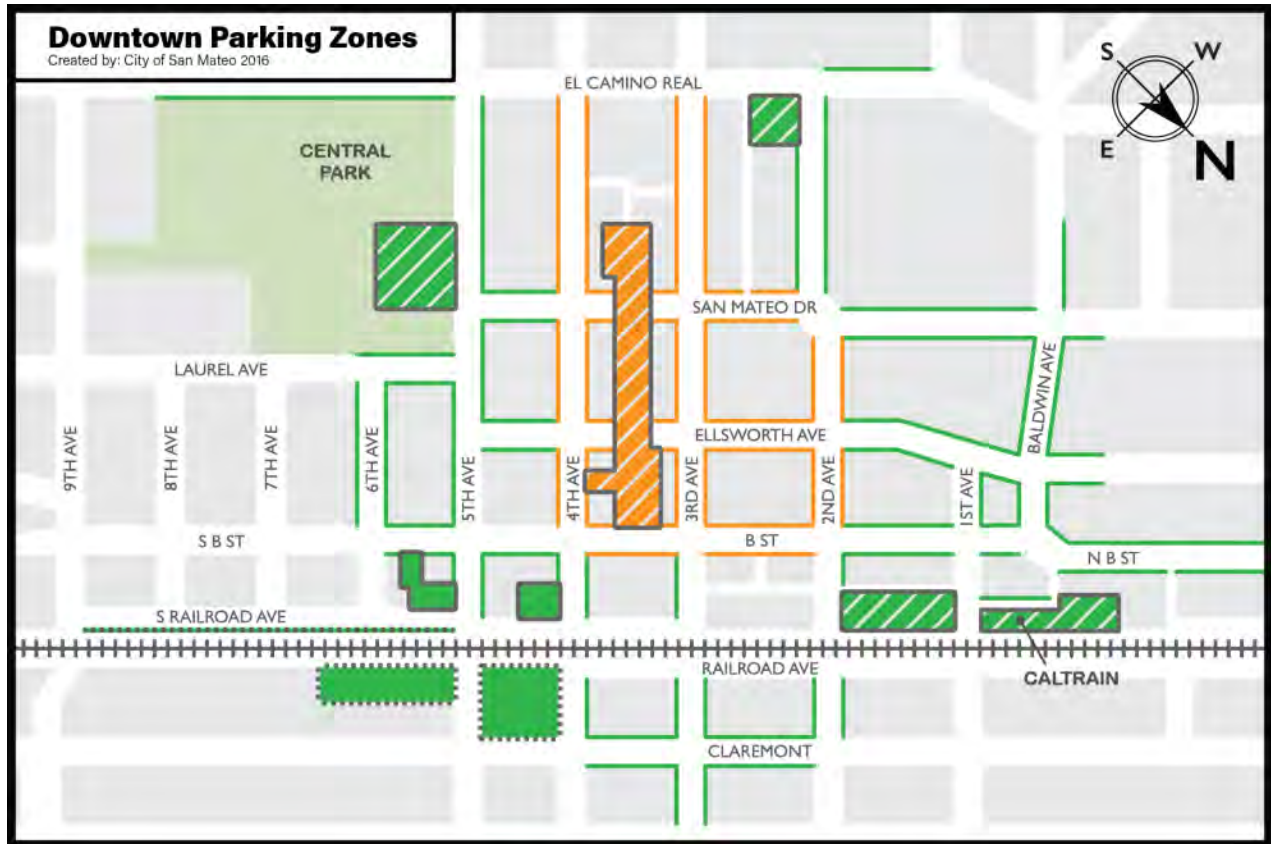 Downtown Parking Zones
Created by: City of San Mateo 2016
S
W
E
N
EL CAMINO REAL
CENTRAL
PARK
SAN MATEO DR
LAUREL AVE
BALDWIN AVE
ELLSWORTH AVE
9TH AVE
8TH AVE
7TH AVE
6TH AVE
5TH AVE
4TH AVE
3RD AVE
2ND AVE
1ST AVE
S B ST
B ST
N B ST
S RAILROAD AVE
RAILROAD AVE
CALTRAIN
CLAREMONT